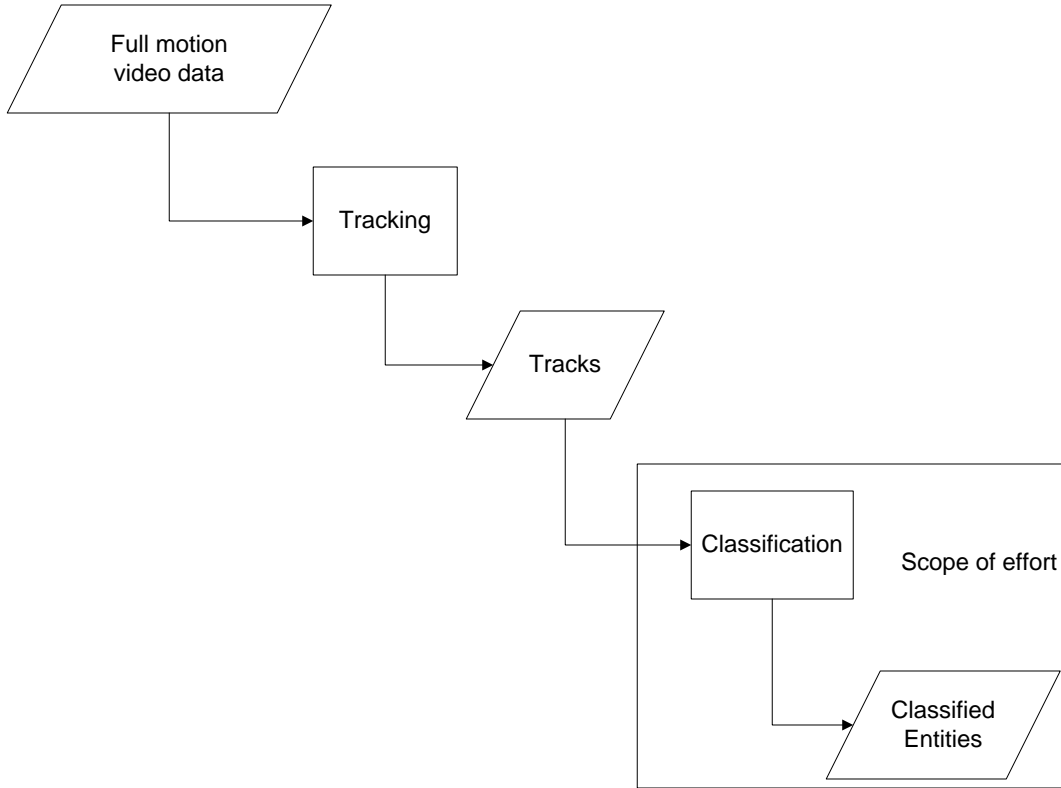 Full motion
video data
Tracking
Tracks
Classification
Scope of effort
Classified
Entities